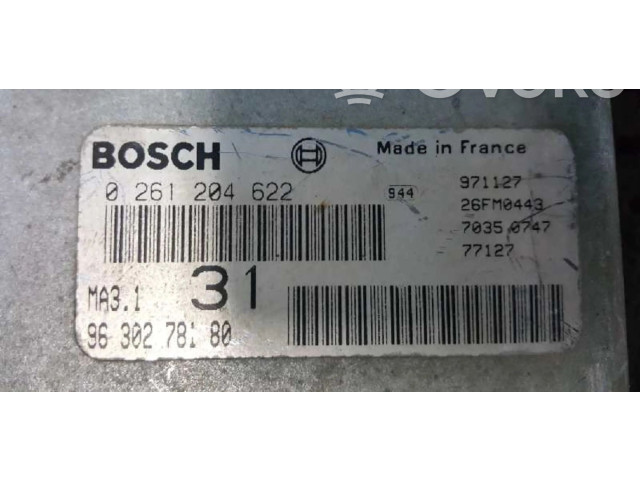 BOSCH Made in France
0 261 204 622 944 971127
26FM0443
7035 0747
77127
MA3.1 31
96 302 781 80